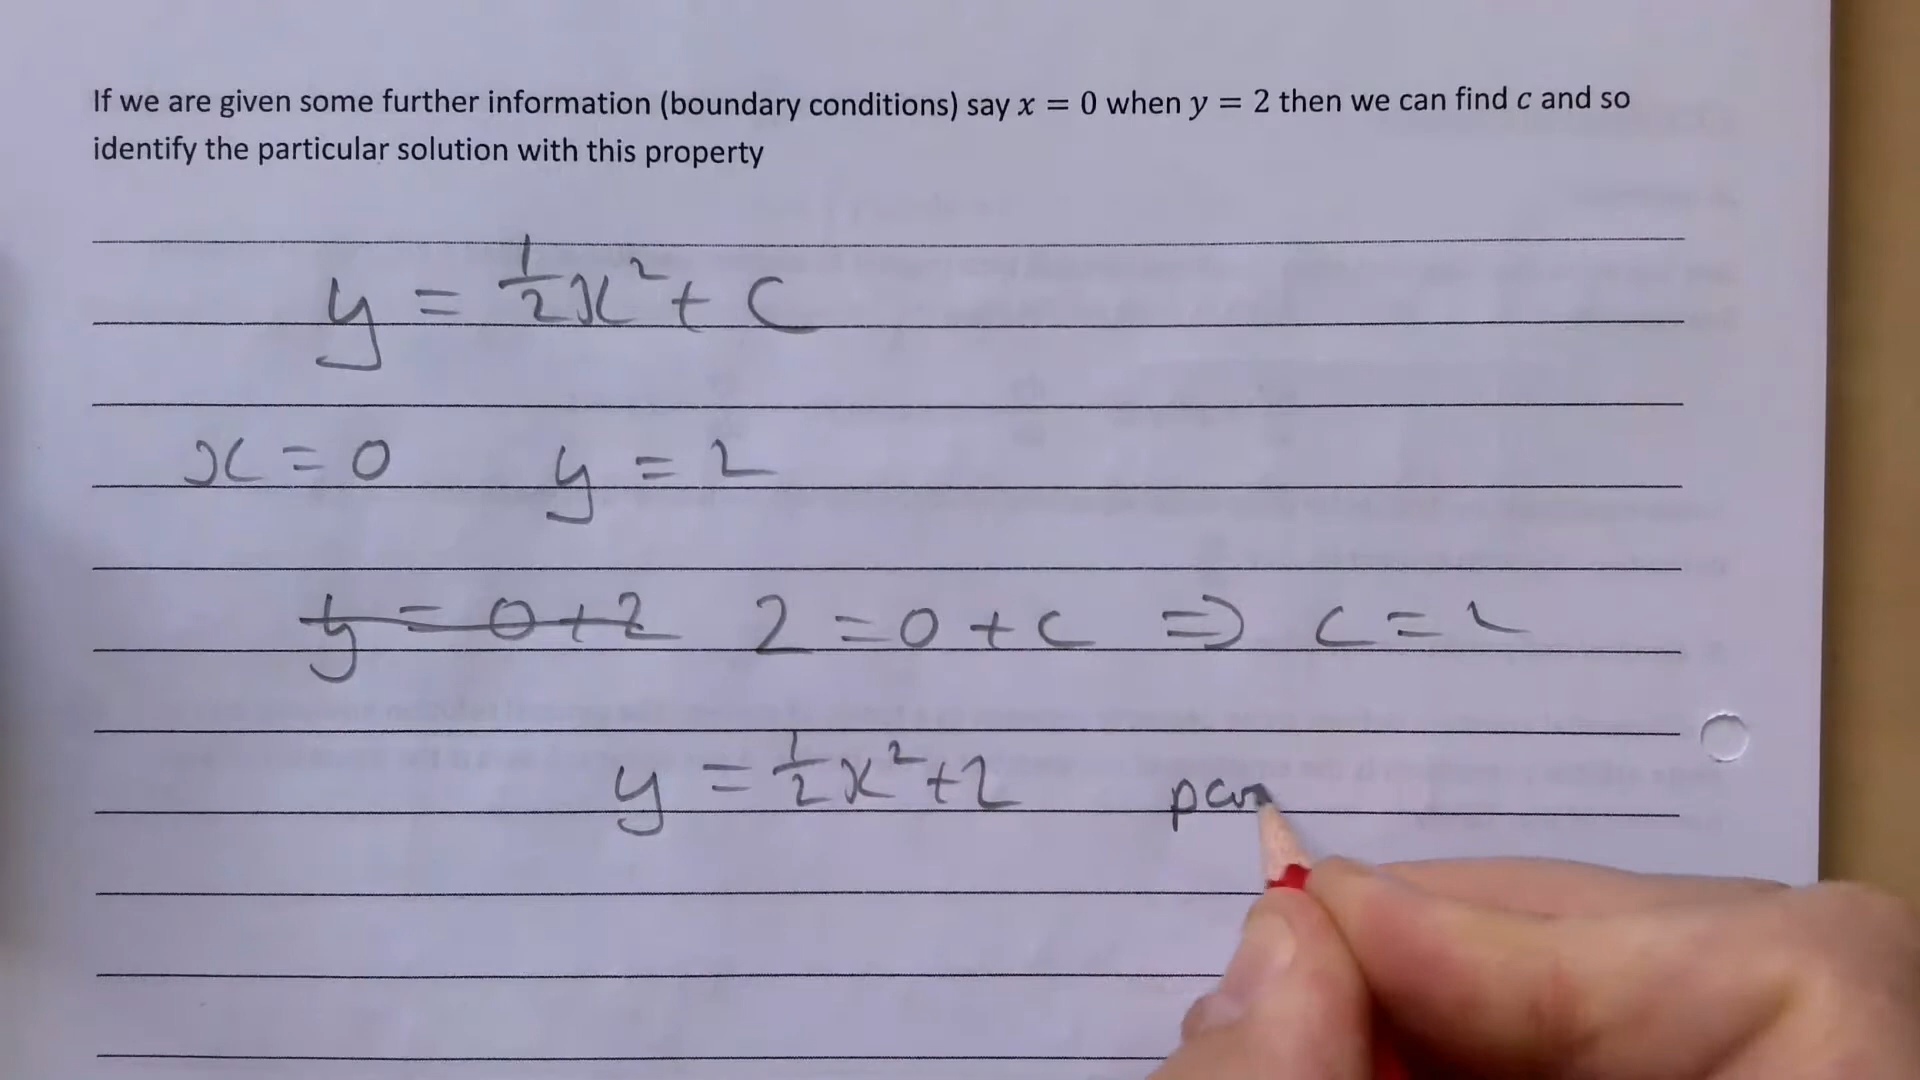 If we are given some further information (boundary conditions) say x = 0 when y = 2 then we can find c and so
identify the particular solution with this property
y = ½x² + c
x = 0 y = 2
y = 0 + 2 2 = 0 + c ⇒ c = 2
y = ½x² + 2 par